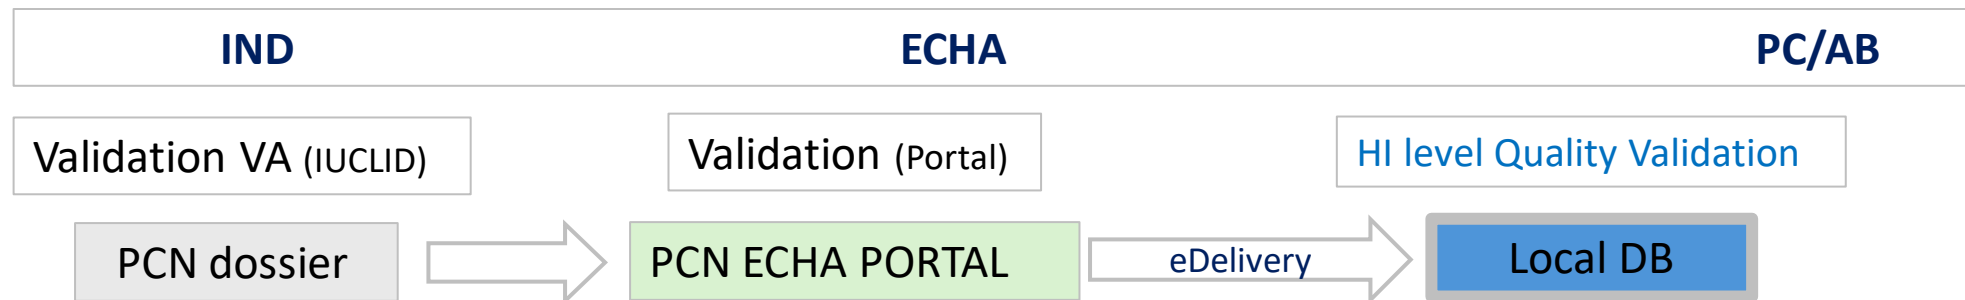 IND ECHA PC/AB
Validation VA (IUCLID) Validation (Portal) HI level Quality Validation
PCN dossier PCN ECHA PORTAL eDelivery Local DB